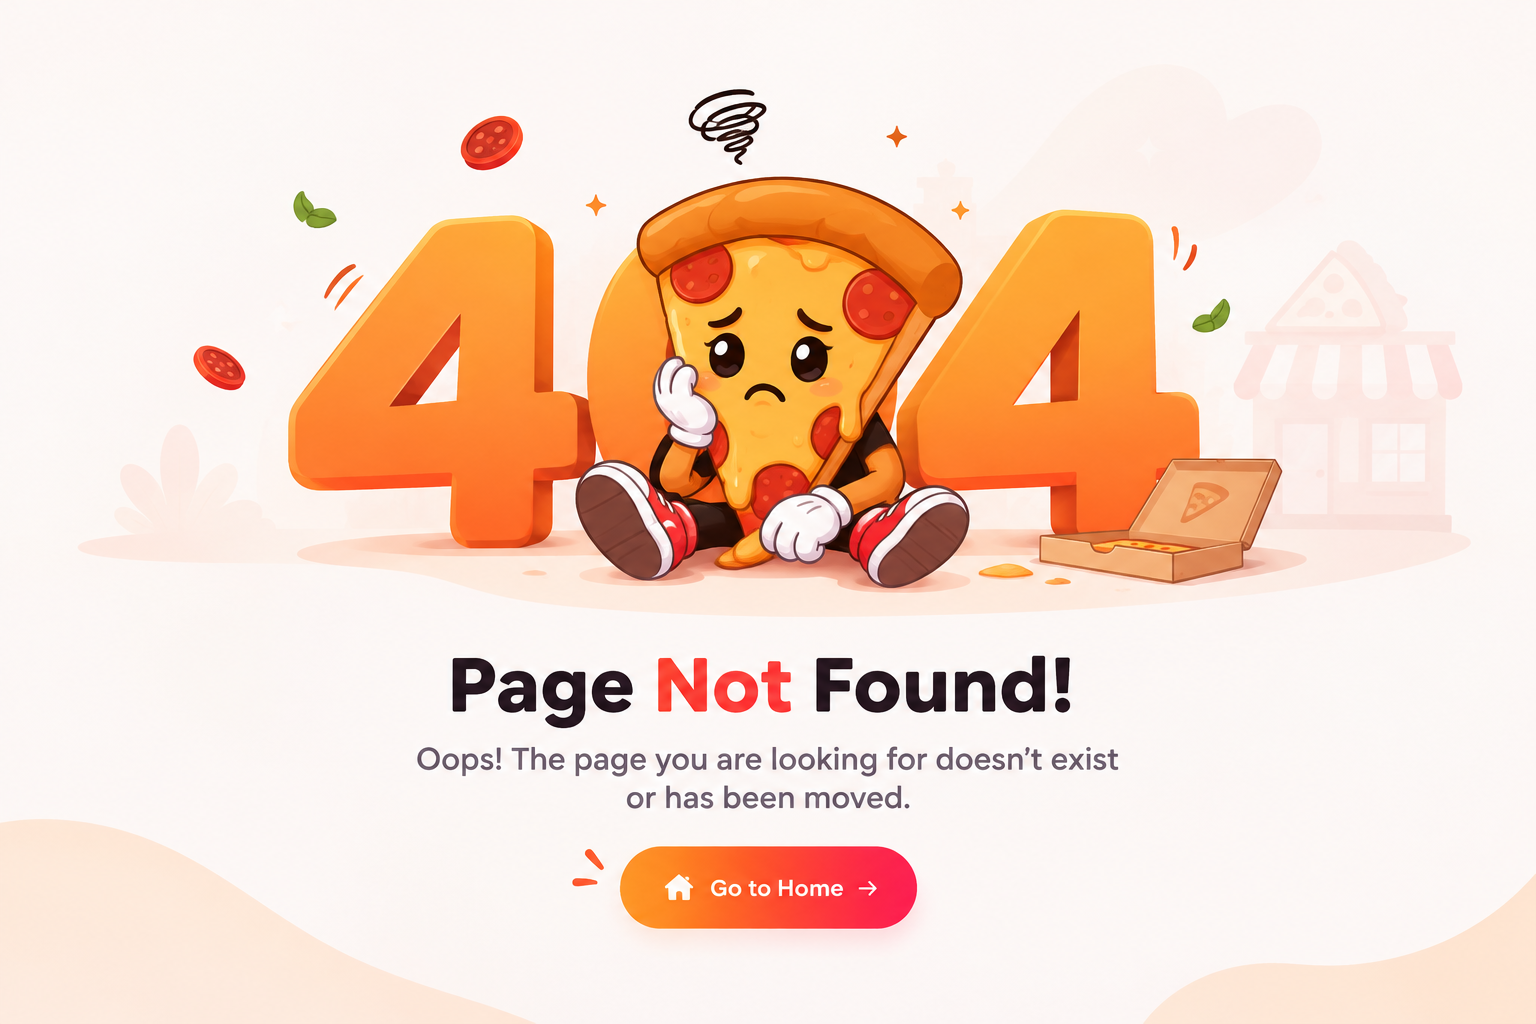 404
Page Not Found!
Oops! The page you are looking for doesn’t exist
or has been moved.
Go to Home